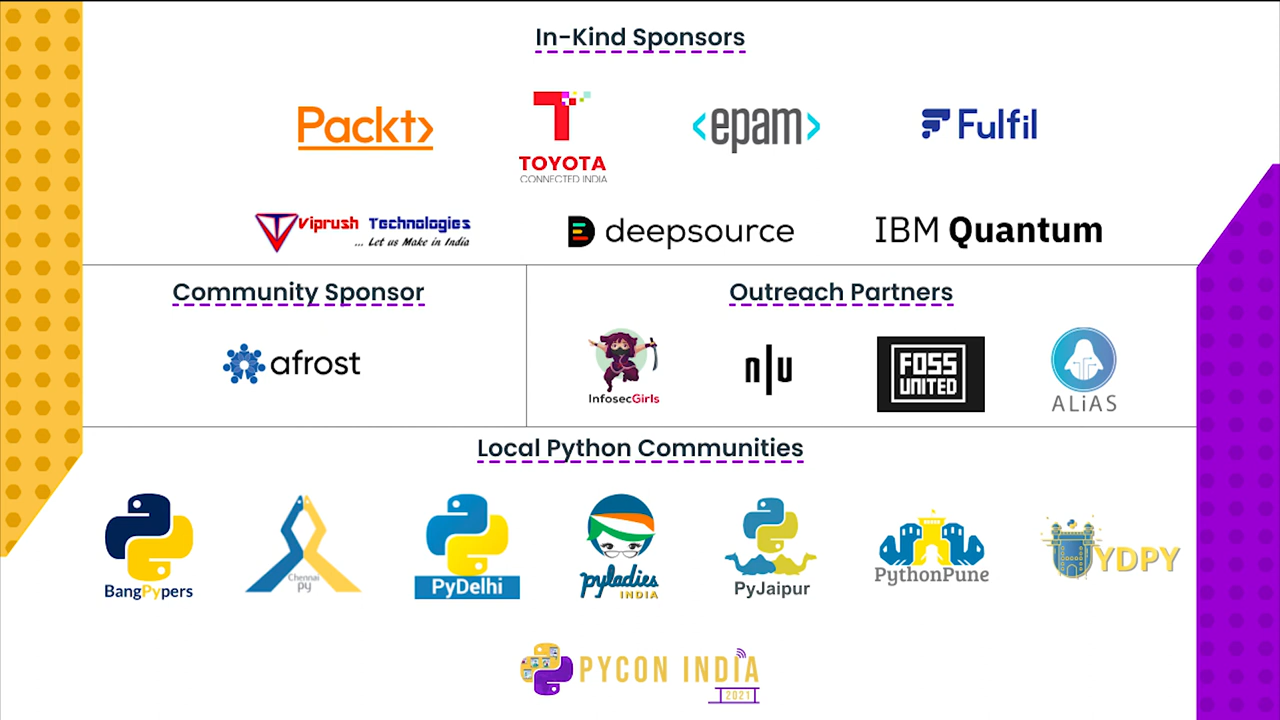 In-Kind Sponsors
Packt
TOYOTA
CONNECTED INDIA
<epam>
Fulfil
Viprush Technologies
... Let us Make in India
deepsource
IBM Quantum
Community Sponsor
Outreach Partners
afrost
InfosecGirls
n|u
FOSS
UNITED
ALiAS
Local Python Communities
BangPypers
Chennai
py
PyDelhi
pyladies
INDIA
PyJaipur
PythonPune
HYDPY
PYCON INDIA
2021